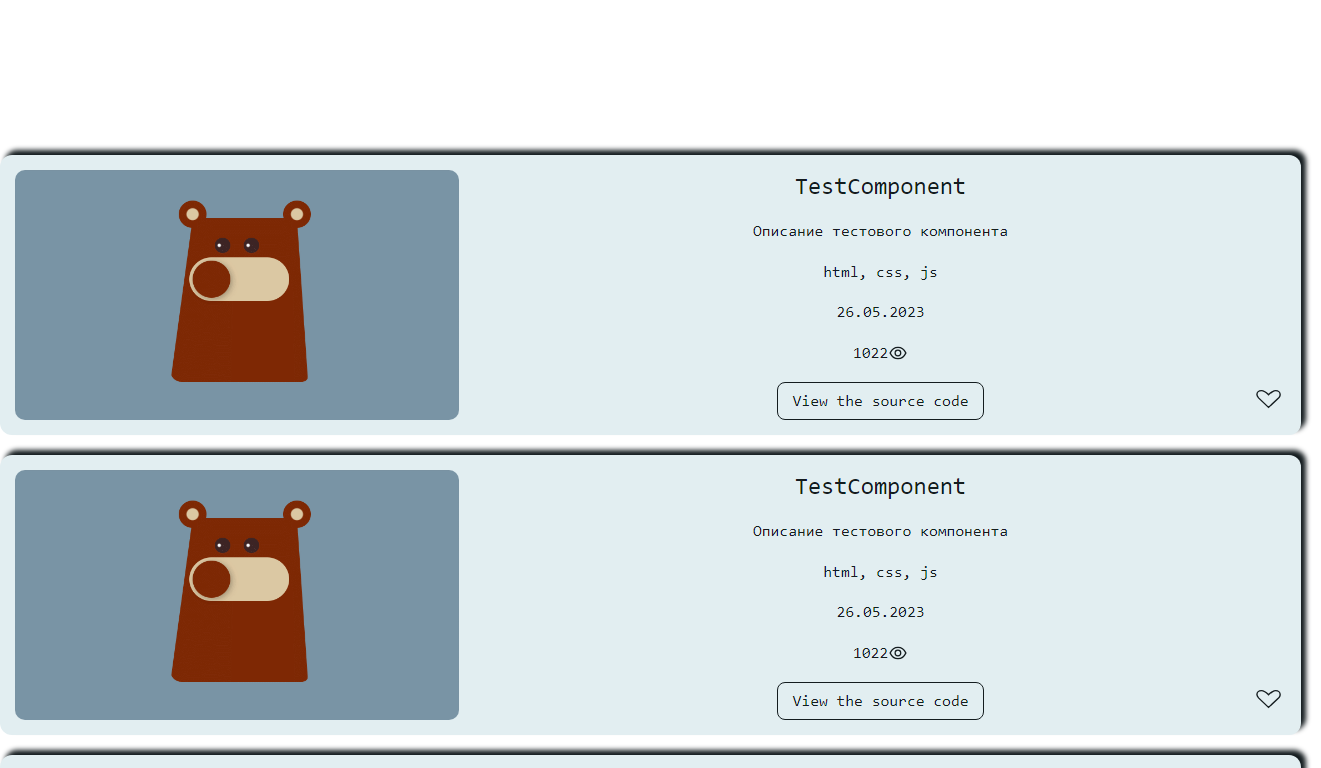 TestComponent
Описание тестового компонента
html, css, js
26.05.2023
1022
View the source code
TestComponent
Описание тестового компонента
html, css, js
26.05.2023
1022
View the source code